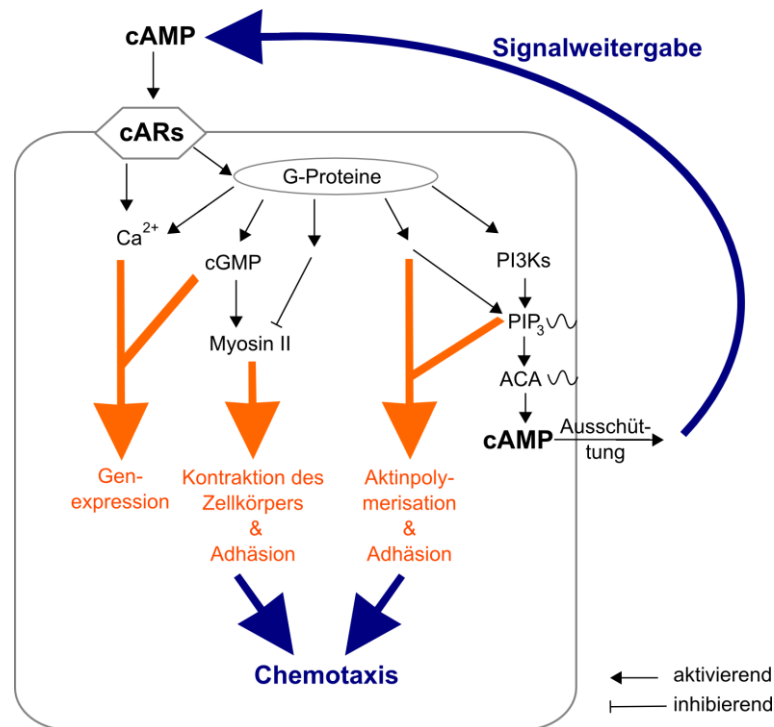 cAMP
Signalweitergabe
cARs
G-Proteine
Ca²⁺
cGMP
PI3Ks
Myosin II
PIP₃
ACA
cAMP
Ausschüt-
tung
Gen-
expression
Kontraktion des
Zellkörpers
&
Adhäsion
Aktinpoly-
merisation
&
Adhäsion
Chemotaxis
aktivierend
inhibierend